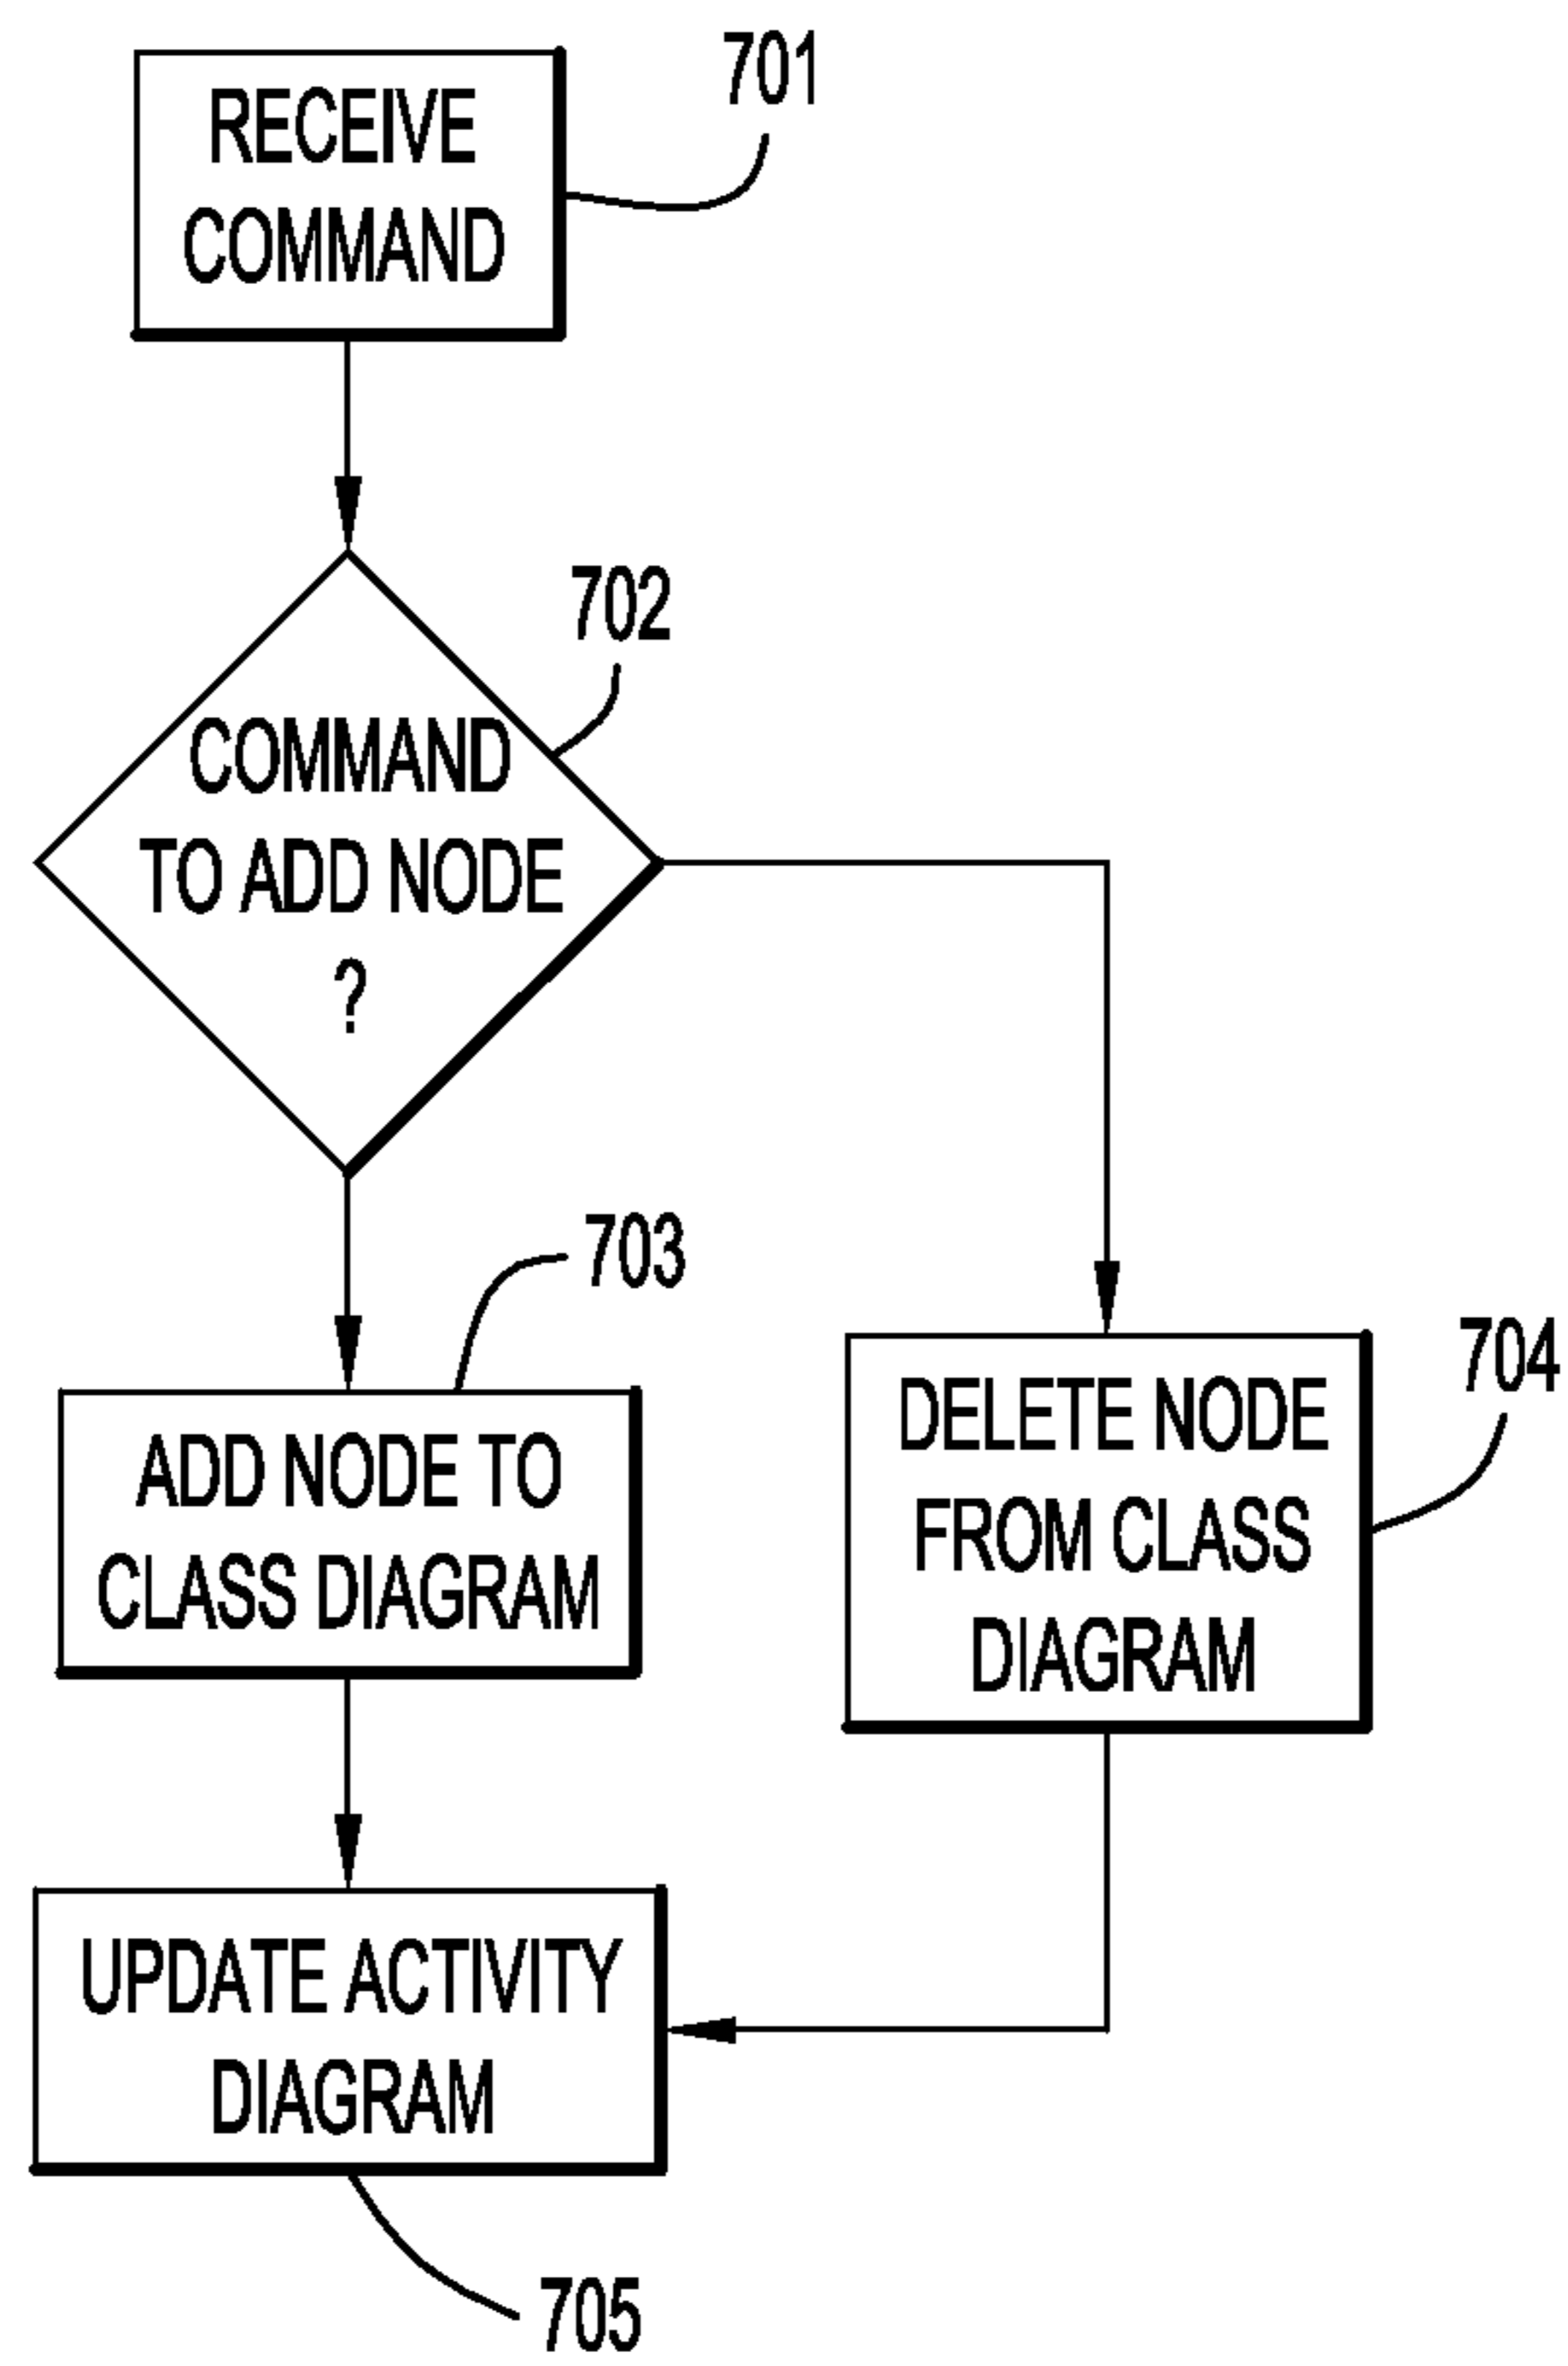 701
RECEIVE
COMMAND
702
COMMAND
TO ADD NODE
?
703
ADD NODE TO
CLASS DIAGRAM
704
DELETE NODE
FROM CLASS
DIAGRAM
UPDATE ACTIVITY
DIAGRAM
705